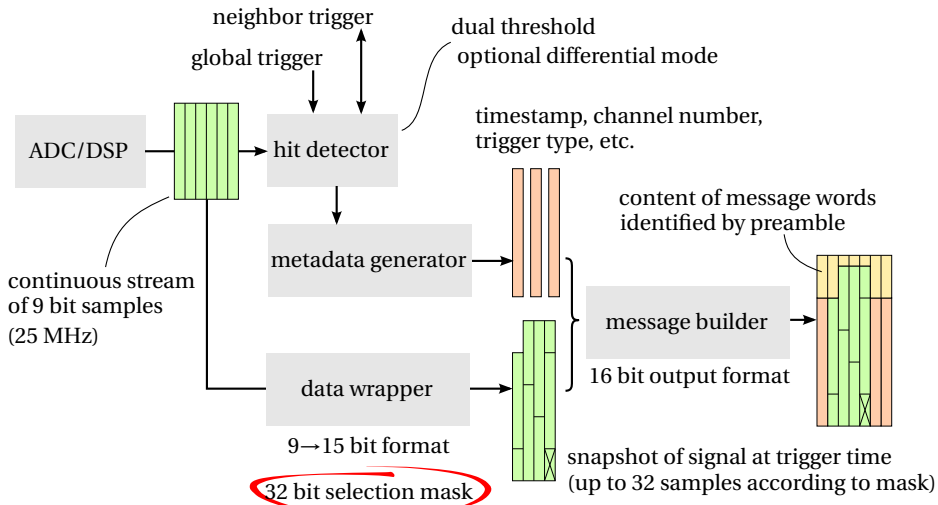 neighbor trigger
global trigger
dual threshold
optional differential mode
ADC/DSP
hit detector
timestamp, channel number,
trigger type, etc.
content of message words
identified by preamble
metadata generator
continuous stream
of 9 bit samples
(25 MHz)
message builder
16 bit output format
data wrapper
9→15 bit format
32 bit selection mask
snapshot of signal at trigger time
(up to 32 samples according to mask)